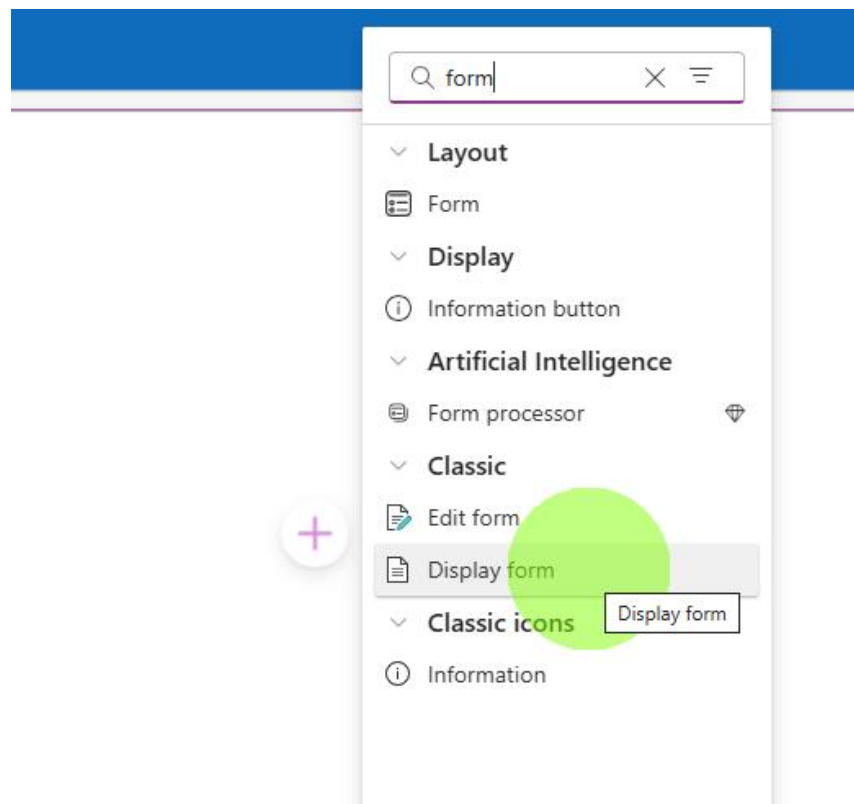 form
Layout
Form
Display
Information button
Artificial Intelligence
Form processor
Classic
Edit form
Display form
Display form
Classic icons
Information